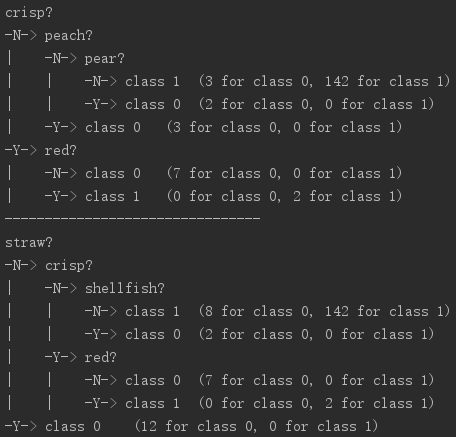 crisp?
-N-> peach?
|    -N-> pear?
|    |    -N-> class 1  (3 for class 0, 142 for class 1)
|    |    -Y-> class 0  (2 for class 0, 0 for class 1)
|    -Y-> class 0   (3 for class 0, 0 for class 1)
-Y-> red?
|    -N-> class 0   (7 for class 0, 0 for class 1)
|    -Y-> class 1   (0 for class 0, 2 for class 1)
--------------------------------
straw?
-N-> crisp?
|    -N-> shellfish?
|    |    -N-> class 1  (8 for class 0, 142 for class 1)
|    |    -Y-> class 0  (2 for class 0, 0 for class 1)
|    -Y-> red?
|    |    -N-> class 0  (7 for class 0, 0 for class 1)
|    |    -Y-> class 1  (0 for class 0, 2 for class 1)
-Y-> class 0    (12 for class 0, 0 for class 1)